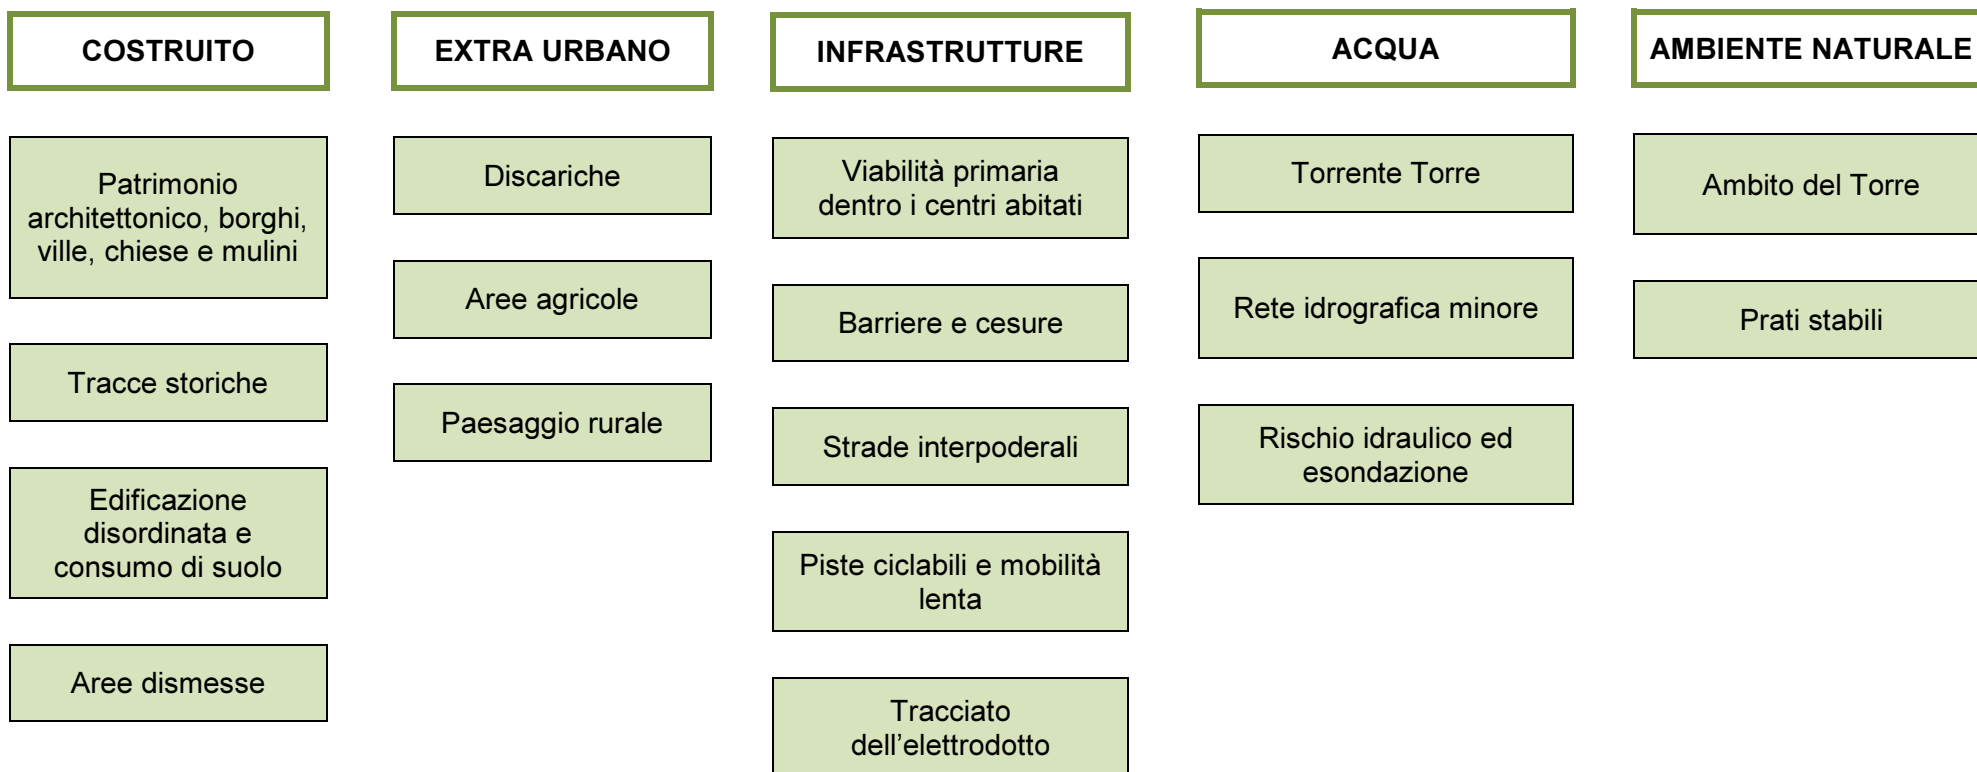 COSTRUITO
Patrimonio
architettonico, borghi,
ville, chiese e mulini
Tracce storiche
Edificazione
disordinata e
consumo di suolo
Aree dismesse
EXTRA URBANO
Discariche
Aree agricole
Paesaggio rurale
INFRASTRUTTURE
Viabilità primaria
dentro i centri abitati
Barriere e cesure
Strade interpoderali
Piste ciclabili e mobilità
lenta
Tracciato
dell’elettrodotto
ACQUA
Torrente Torre
Rete idrografica minore
Rischio idraulico ed
esondazione
AMBIENTE NATURALE
Ambito del Torre
Prati stabili